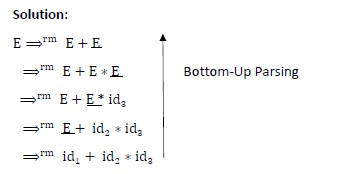 Solution:
E ⟹ʳᵐ E + E
⟹ʳᵐ E + E * E
Bottom-Up Parsing
⟹ʳᵐ E + E * id₃
⟹ʳᵐ E + id₂ * id₃
⟹ʳᵐ id₁ + id₂ * id₃